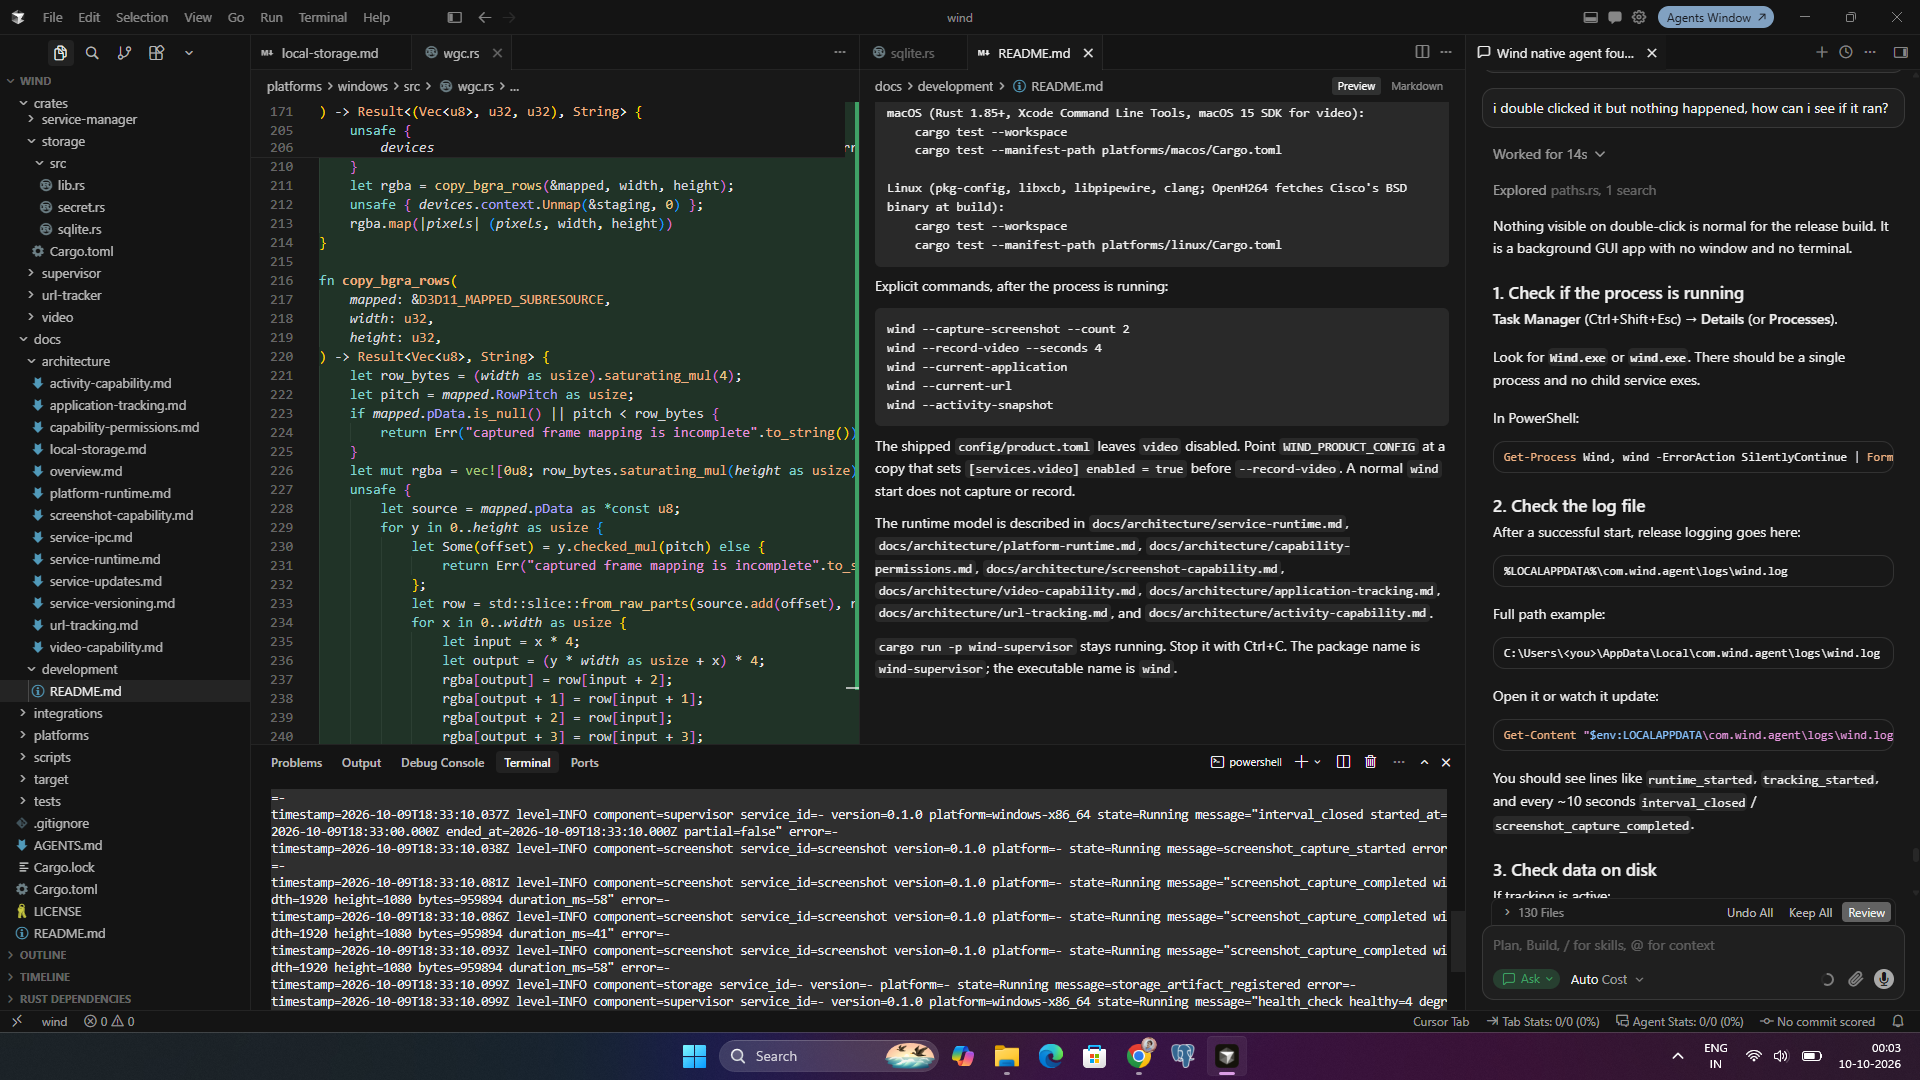 File Edit Selection View Go Run Terminal Help
wind
Agents Window
WIND
crates
service-manager
storage
src
lib.rs
secret.rs
sqlite.rs
Cargo.toml
supervisor
url-tracker
video
docs
architecture
activity-capability.md
application-tracking.md
capability-permissions.md
local-storage.md
overview.md
platform-runtime.md
screenshot-capability.md
service-ipc.md
service-runtime.md
service-updates.md
service-versioning.md
url-tracking.md
video-capability.md
development
README.md
integrations
platforms
scripts
target
tests
.gitignore
AGENTS.md
Cargo.lock
Cargo.toml
LICENSE
README.md
OUTLINE
TIMELINE
RUST DEPENDENCIES
local-storage.md
wgc.rs
platforms > windows > src > wgc.rs > ...
171 ) -> Result<(Vec<u8>, u32, u32), String> {
205 unsafe {
206 devices
210 }
211 let rgba = copy_bgra_rows(&mapped, width, height);
212 unsafe { devices.context.Unmap(&staging, 0) };
213 rgba.map(|pixels| (pixels, width, height))
214 }
215
216 fn copy_bgra_rows(
217 mapped: &D3D11_MAPPED_SUBRESOURCE,
218 width: u32,
219 height: u32,
220 ) -> Result<Vec<u8>, String> {
221 let row_bytes = (width as usize).saturating_mul(4);
222 let pitch = mapped.RowPitch as usize;
223 if mapped.pData.is_null() || pitch < row_bytes {
224 return Err("captured frame mapping is incomplete".to_string())
225 }
226 let mut rgba = vec![0u8; row_bytes.saturating_mul(height as usize)
227 unsafe {
228 let source = mapped.pData as *const u8;
229 for y in 0..height as usize {
230 let Some(offset) = y.checked_mul(pitch) else {
231 return Err("captured frame mapping is incomplete".to_s
232 };
233 let row = std::slice::from_raw_parts(source.add(offset), r
234 for x in 0..width as usize {
235 let input = x * 4;
236 let output = (y * width as usize + x) * 4;
237 rgba[output] = row[input + 2];
238 rgba[output + 1] = row[input + 1];
239 rgba[output + 2] = row[input];
240 rgba[output + 3] = row[input + 3];
sqlite.rs
README.md
docs > development > README.md
Preview Markdown
macOS (Rust 1.85+, Xcode Command Line Tools, macOS 15 SDK for video):
cargo test --workspace
cargo test --manifest-path platforms/macos/Cargo.toml
Linux (pkg-config, libxcb, libpipewire, clang; OpenH264 fetches Cisco's BSD
binary at build):
cargo test --workspace
cargo test --manifest-path platforms/linux/Cargo.toml
Explicit commands, after the process is running:
wind --capture-screenshot --count 2
wind --record-video --seconds 4
wind --current-application
wind --current-url
wind --activity-snapshot
The shipped config/product.toml leaves video disabled. Point WIND_PRODUCT_CONFIG at a
copy that sets [services.video] enabled = true before --record-video. A normal wind
start does not capture or record.
The runtime model is described in docs/architecture/service-runtime.md,
docs/architecture/platform-runtime.md, docs/architecture/capability-
permissions.md, docs/architecture/screenshot-capability.md,
docs/architecture/video-capability.md, docs/architecture/application-tracking.md,
docs/architecture/url-tracking.md, and docs/architecture/activity-capability.md.
cargo run -p wind-supervisor stays running. Stop it with Ctrl+C. The package name is
wind-supervisor; the executable name is wind.
Problems Output Debug Console Terminal Ports
powershell
=-
timestamp=2026-10-09T18:33:10.037Z level=INFO component=supervisor service_id=- version=0.1.0 platform=windows-x86_64 state=Running message="interval_closed started_at=
2026-10-09T18:33:00.000Z ended_at=2026-10-09T18:33:10.000Z partial=false" error=-
timestamp=2026-10-09T18:33:10.038Z level=INFO component=screenshot service_id=screenshot version=0.1.0 platform=- state=Running message=screenshot_capture_started error
=-
timestamp=2026-10-09T18:33:10.081Z level=INFO component=screenshot service_id=screenshot version=0.1.0 platform=- state=Running message="screenshot_capture_completed wi
dth=1920 height=1080 bytes=959894 duration_ms=58" error=-
timestamp=2026-10-09T18:33:10.086Z level=INFO component=screenshot service_id=screenshot version=0.1.0 platform=- state=Running message="screenshot_capture_completed wi
dth=1920 height=1080 bytes=959894 duration_ms=41" error=-
timestamp=2026-10-09T18:33:10.093Z level=INFO component=screenshot service_id=screenshot version=0.1.0 platform=- state=Running message="screenshot_capture_completed wi
dth=1920 height=1080 bytes=959894 duration_ms=58" error=-
timestamp=2026-10-09T18:33:10.099Z level=INFO component=storage service_id=- version=- platform=- state=Running message=storage_artifact_registered error=-
timestamp=2026-10-09T18:33:10.099Z level=INFO component=supervisor service_id=- version=0.1.0 platform=windows-x86_64 state=Running message="health_check healthy=4 degr
Wind native agent fou...
i double clicked it but nothing happened, how can i see if it ran?
Worked for 14s
Explored paths.rs, 1 search
Nothing visible on double-click is normal for the release build. It
is a background GUI app with no window and no terminal.
1. Check if the process is running
Task Manager (Ctrl+Shift+Esc) → Details (or Processes).
Look for Wind.exe or wind.exe. There should be a single
process and no child service exes.
In PowerShell:
Get-Process Wind, wind -ErrorAction SilentlyContinue | Form
2. Check the log file
After a successful start, release logging goes here:
%LOCALAPPDATA%\com.wind.agent\logs\wind.log
Full path example:
C:\Users\<you>\AppData\Local\com.wind.agent\logs\wind.log
Open it or watch it update:
Get-Content "$env:LOCALAPPDATA\com.wind.agent\logs\wind.log
You should see lines like runtime_started, tracking_started,
and every ~10 seconds interval_closed /
screenshot_capture_completed.
3. Check data on disk
If tracking is active:
130 Files
Undo All Keep All Review
Plan, Build, / for skills, @ for context
Ask Auto Cost
wind 0 0
Cursor Tab Tab Stats: 0/0 (0%) Agent Stats: 0/0 (0%) No commit scored
Search
ENG
IN
00:03
10-10-2026